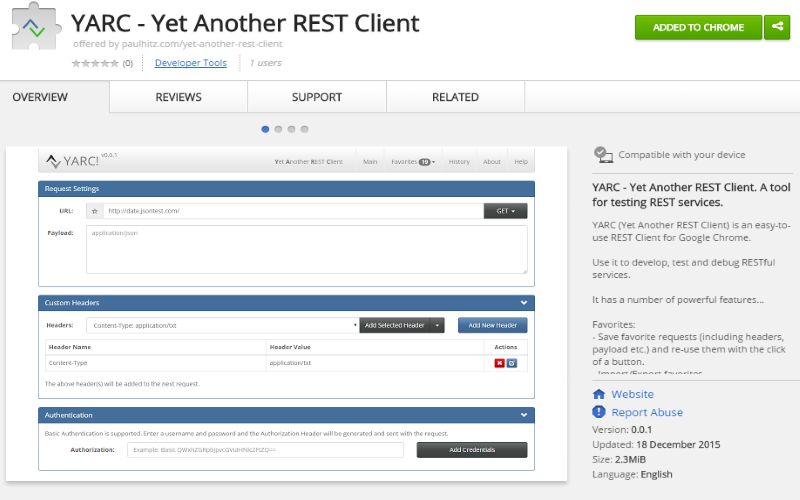 YARC - Yet Another REST Client
offered by paulhitz.com/yet-another-rest-client
(0)
Developer Tools
1 users
ADDED TO CHROME
OVERVIEW
REVIEWS
SUPPORT
RELATED
YARC! v0.0.1
Yet Another REST Client
Main
Favorites 19
History
About
Help
Request Settings
URL:
http://date.jsontest.com/
GET
Payload:
application/json
Custom Headers
Headers:
Content-Type: application/txt
Add Selected Header
Add New Header
Header Name
Header Value
Actions
Content-Type
application/txt
The above header(s) will be added to the next request.
Authentication
Basic Authentication is supported. Enter a username and password and the Authorization Header will be generated and sent with the request.
Authorization:
Example: Basic
Add Credentials
Compatible with your device
YARC - Yet Another REST Client. A tool
for testing REST services.
YARC (Yet Another REST Client) is an easy-to-
use REST Client for Google Chrome.
Use it to develop, test and debug RESTful
services.
It has a number of powerful features...
Favorites:
- Save favorite requests (including headers,
payload etc.) and re-use them with the click
of a button.
- Import/Export favorites
Website
Report Abuse
Version: 0.0.1
Updated: 18 December 2015
Size: 2.3MiB
Language: English